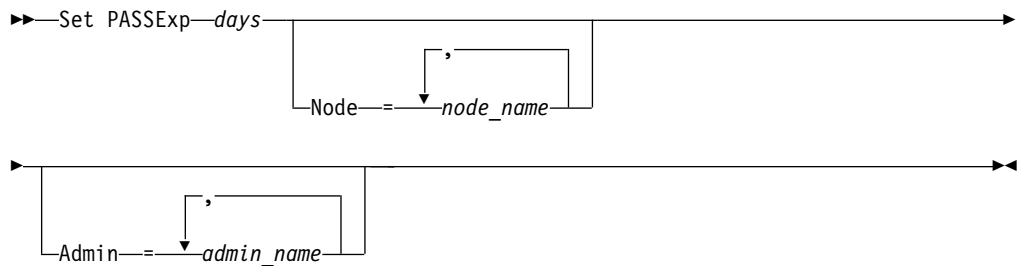 Set PASSExp days
,
Node = node_name
,
Admin = admin_name